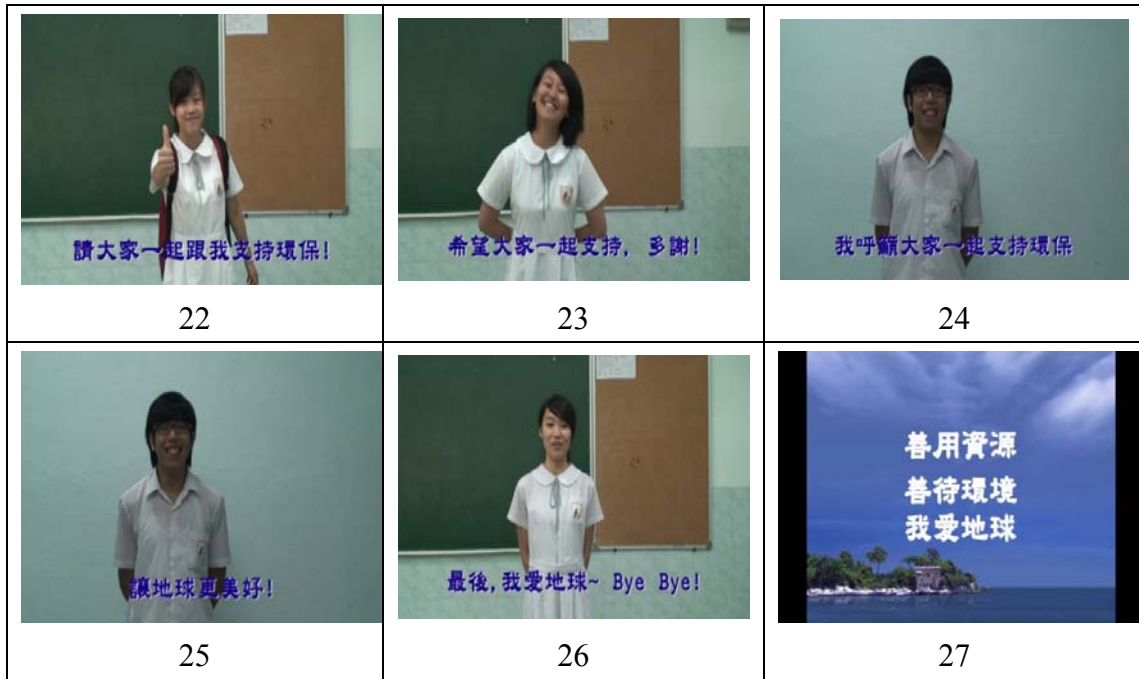 請大家一起跟我支持環保!
22
希望大家一起支持, 多謝!
23
我呼籲大家一起支持環保
24
讓地球更美好!
25
最後,我愛地球~ Bye Bye!
26
善用資源
善待環境
我愛地球
27